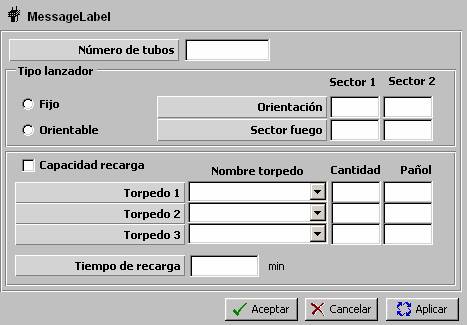 MessageLabel
Número de tubos
Tipo lanzador
Sector 1 Sector 2
Fijo Orientación
Orientable Sector fuego
Capacidad recarga Nombre torpedo Cantidad Pañol
Torpedo 1
Torpedo 2
Torpedo 3
Tiempo de recarga min
Aceptar Cancelar Aplicar